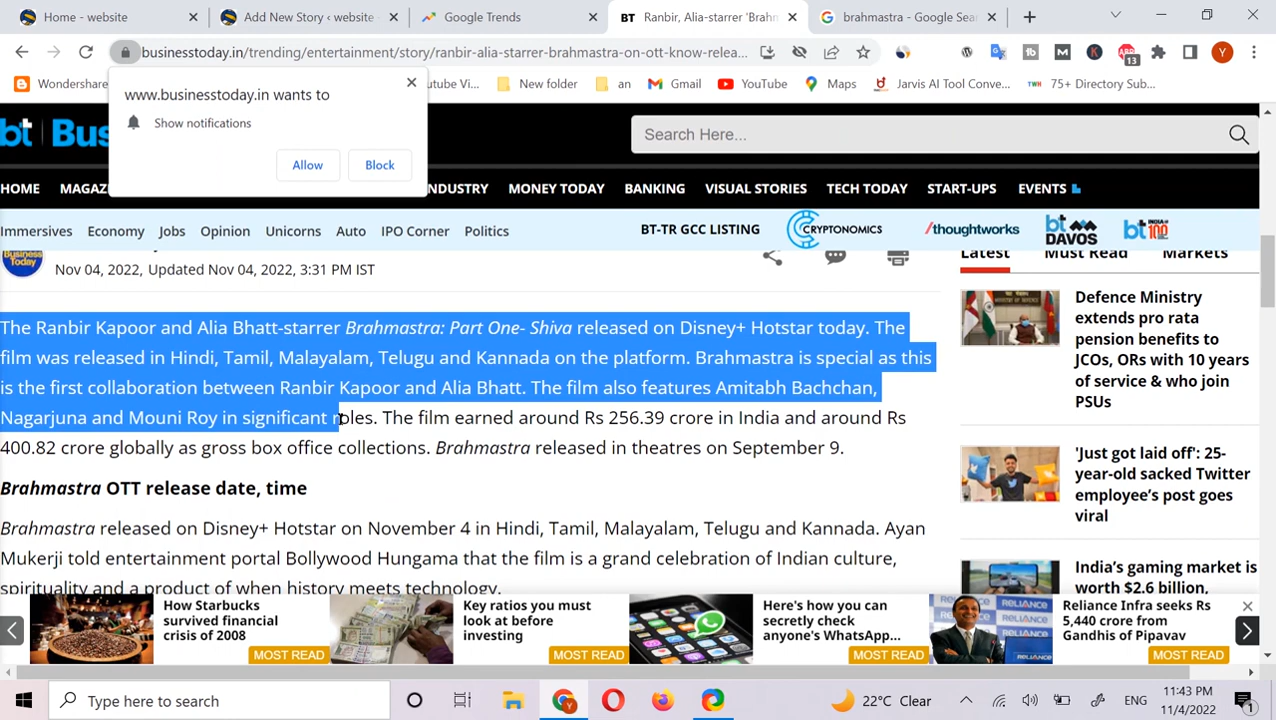 Home - website
Add New Story ‹ website -
Google Trends
BT Ranbir, Alia-starrer 'Brahm
brahmastra - Google Sea
businesstoday.in/trending/entertainment/story/ranbir-alia-starrer-brahmastra-on-ott-know-relea...
13
Y
Wondershare
utube Vi...
New folder
an
Gmail
YouTube
Maps
Jarvis AI Tool Conve...
75+ Directory Sub...
www.businesstoday.in wants to
Show notifications
Allow
Block
bt Bus
Search Here...
HOME
MAGAZ
NDUSTRY
MONEY TODAY
BANKING
VISUAL STORIES
TECH TODAY
START-UPS
EVENTS
Immersives
Economy
Jobs
Opinion
Unicorns
Auto
IPO Corner
Politics
BT-TR GCC LISTING
CRYPTONOMICS
/thoughtworks
bt DAVOS
bt INDIA@100
Business Today
Nov 04, 2022, Updated Nov 04, 2022, 3:31 PM IST
Latest
Must Read
Markets
The Ranbir Kapoor and Alia Bhatt-starrer Brahmastra: Part One- Shiva released on Disney+ Hotstar today. The
film was released in Hindi, Tamil, Malayalam, Telugu and Kannada on the platform. Brahmastra is special as this
is the first collaboration between Ranbir Kapoor and Alia Bhatt. The film also features Amitabh Bachchan,
Nagarjuna and Mouni Roy in significant roles. The film earned around Rs 256.39 crore in India and around Rs
400.82 crore globally as gross box office collections. Brahmastra released in theatres on September 9.
Brahmastra OTT release date, time
Brahmastra released on Disney+ Hotstar on November 4 in Hindi, Tamil, Malayalam, Telugu and Kannada. Ayan
Mukerji told entertainment portal Bollywood Hungama that the film is a grand celebration of Indian culture,
spirituality and a product of when history meets technology.
Defence Ministry
extends pro rata
pension benefits to
JCOs, ORs with 10 years
of service & who join
PSUs
'Just got laid off': 25-
year-old sacked Twitter
employee's post goes
viral
India's gaming market is
worth $2.6 billion,
How Starbucks
survived financial
crisis of 2008
MOST READ
Key ratios you must
look at before
investing
MOST READ
Here's how you can
secretly check
anyone's WhatsApp...
MOST READ
RELIANCE
Reliance Infra seeks Rs
5,440 crore from
Gandhis of Pipavav
MOST READ
Type here to search
22°C Clear
ENG
11:43 PM
11/4/2022
1